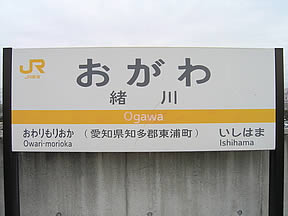 JR
JR東海
おがわ
緒川
Ogawa
おわりもりおか
Owari-morioka
(愛知県知多郡東浦町)
いしはま
Ishihama